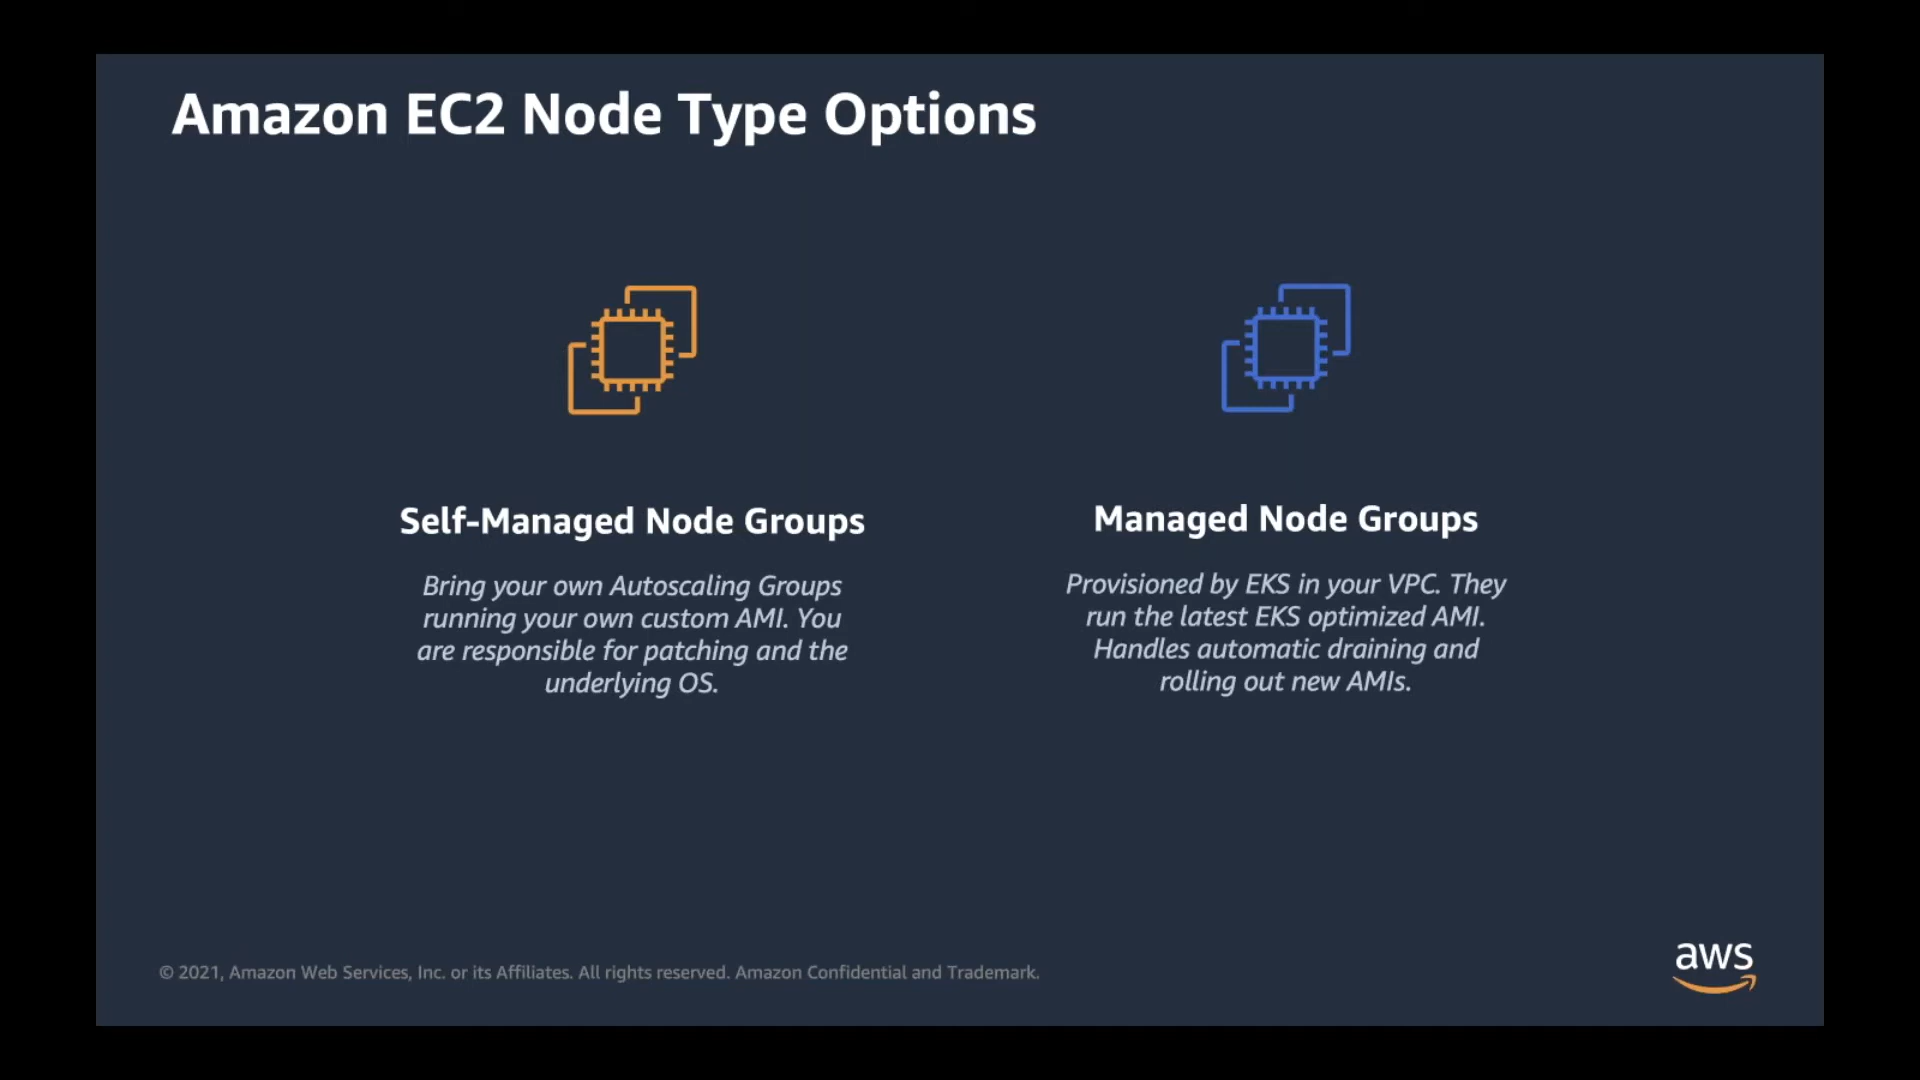 Amazon EC2 Node Type Options
Self-Managed Node Groups
Bring your own Autoscaling Groups
running your own custom AMI. You
are responsible for patching and the
underlying OS.
Managed Node Groups
Provisioned by EKS in your VPC. They
run the latest EKS optimized AMI.
Handles automatic draining and
rolling out new AMIs.
© 2021, Amazon Web Services, Inc. or its Affiliates. All rights reserved. Amazon Confidential and Trademark.
aws